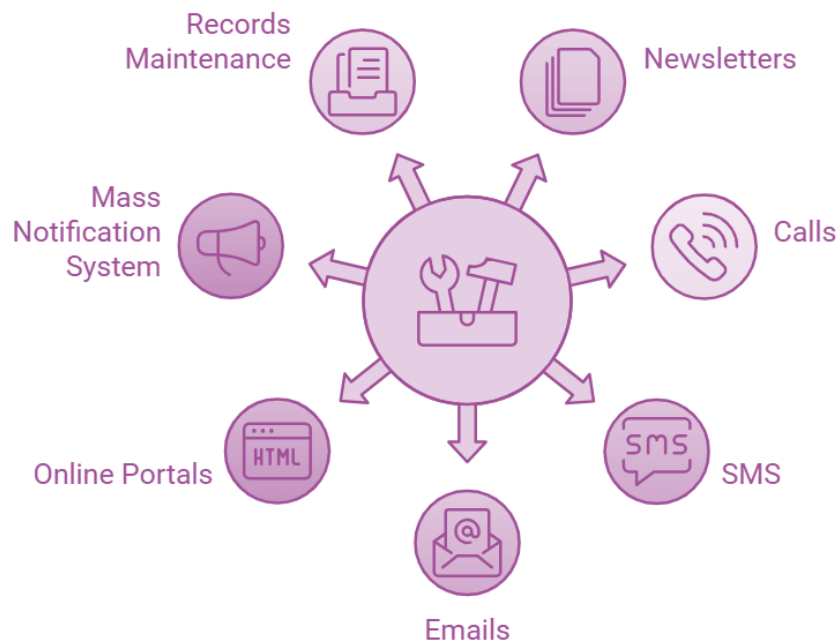 Records
Maintenance
Newsletters
Mass
Notification
System
Calls
HTML
Online Portals
SMS
SMS
@
Emails